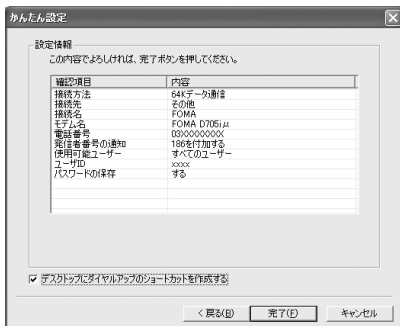 かんたん設定
設定情報
この内容でよろしければ、完了ボタンを押してください。
確認項目 内容
接続方法 64Kデータ通信
接続先 その他
接続名 FOMA
モデム名 FOMA D705iμ
電話番号 03XXXXXXXX
発信者番号の通知 186を付加する
使用可能ユーザー すべてのユーザー
ユーザID xxxx
パスワードの保存 する
デスクトップにダイヤルアップのショートカットを作成する
< 戻る(B) 完了(F) キャンセル